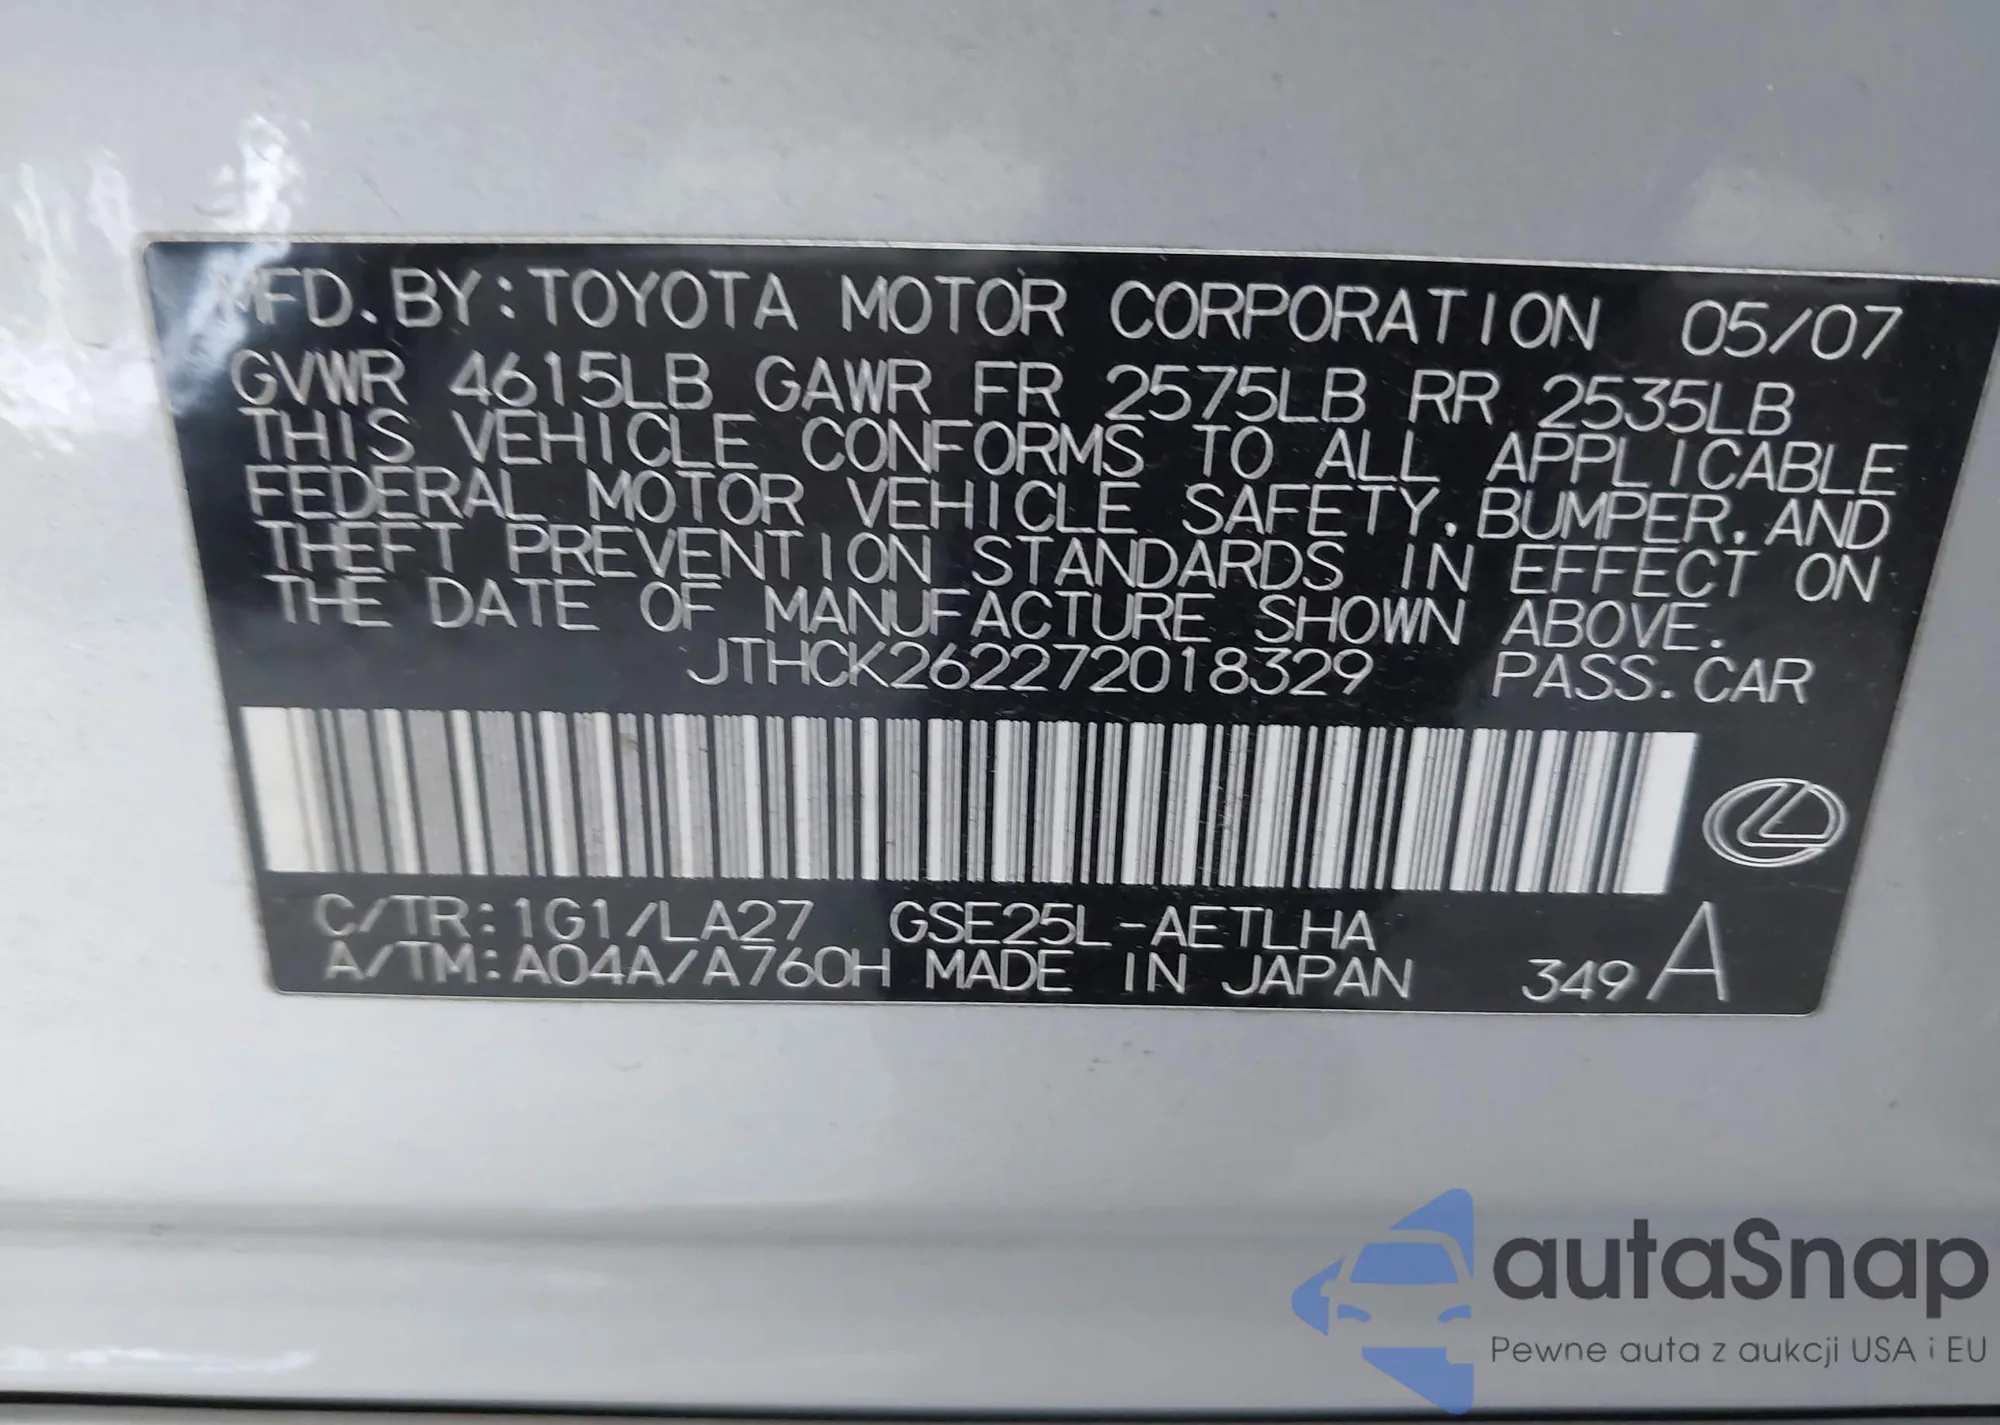 MFD. BY: TOYOTA MOTOR CORPORATION 05/07
GVWR 4615LB GAWR FR 2575LB RR 2535LB
THIS VEHICLE CONFORMS TO ALL APPLICABLE
FEDERAL MOTOR VEHICLE SAFETY, BUMPER, AND
THEFT PREVENTION STANDARDS IN EFFECT ON
THE DATE OF MANUFACTURE SHOWN ABOVE.
JTHCK262272018329 PASS. CAR
C/TR: 1G1/LA27 GSE25L-AETLHA
A/TM: A04A/A760H MADE IN JAPAN 349 A
autaSnap
Pewne auta z aukcji USA i EU